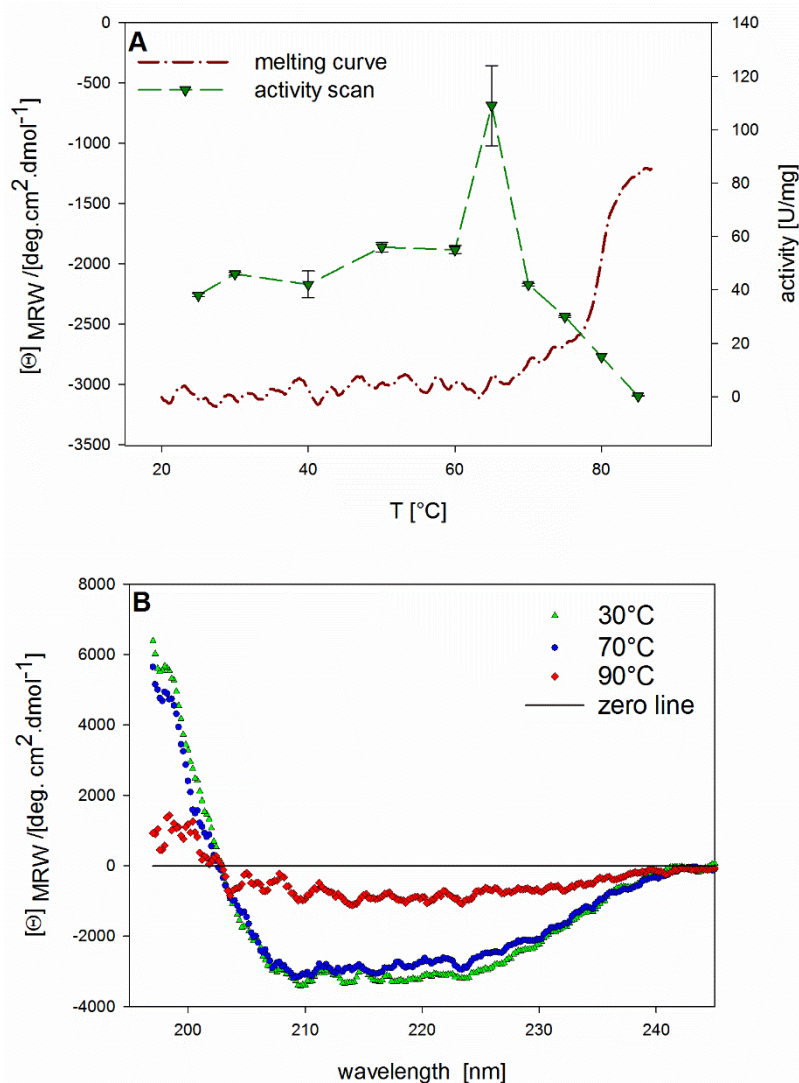 A
melting curve
activity scan
0
-500
-1000
-1500
-2000
-2500
-3000
-3500
140
120
100
80
60
40
20
0
20 40 60 80
T [°C]
[Θ] MRW /[deg.cm².dmol⁻¹]
activity [U/mg]
B
30°C
70°C
90°C
zero line
8000
6000
4000
2000
0
-2000
-4000
200 210 220 230 240
wavelength [nm]
[Θ] MRW /[deg. cm².dmol⁻¹]